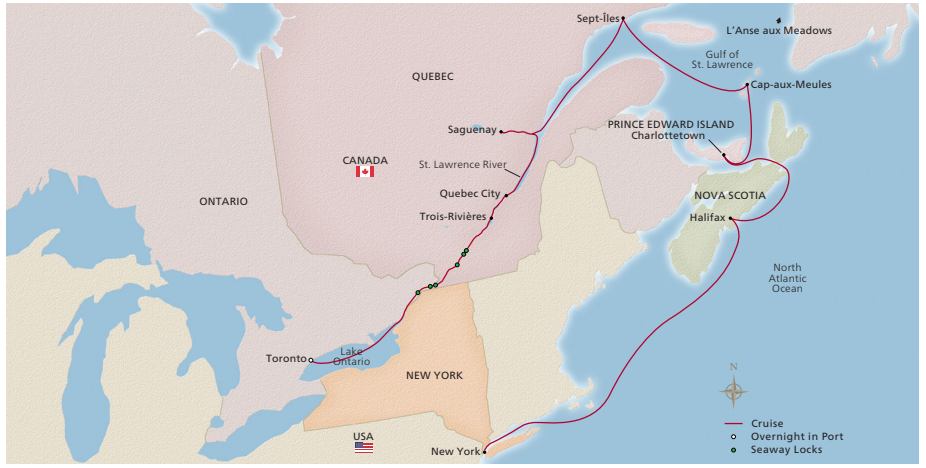 Sept-Îles
L'Anse aux Meadows
Gulf of
St. Lawrence
QUEBEC
Cap-aux-Meules
PRINCE EDWARD ISLAND
Charlottetown
Saguenay
CANADA
St. Lawrence River
ONTARIO
Quebec City
NOVA SCOTIA
Trois-Rivières
Halifax
North
Atlantic
Ocean
Toronto
Lake
Ontario
NEW YORK
N
USA
New York
Cruise
Overnight in Port
Seaway Locks